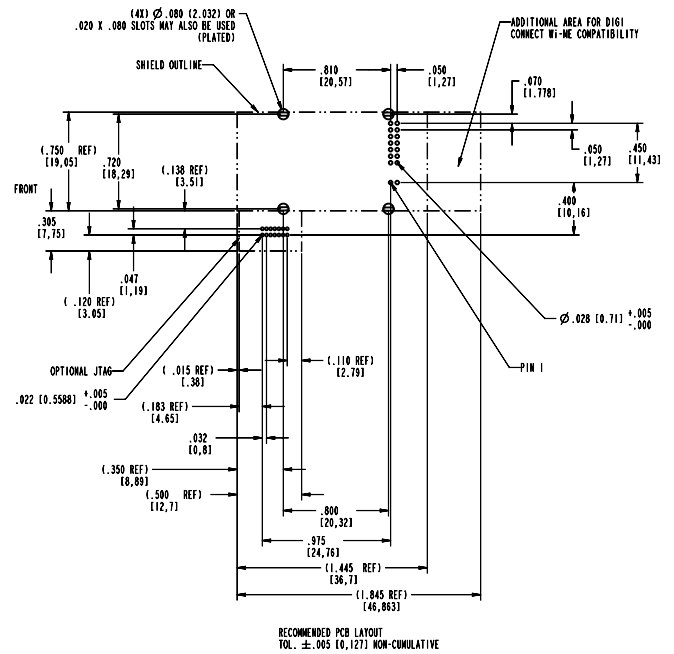 (4X) Ø .080 (2.032) OR
.020 X .080 SLOTS MAY ALSO BE USED
(PLATED)
ADDITIONAL AREA FOR DIGI
CONNECT Wi-ME COMPATIBILITY
SHIELD OUTLINE
.810
[20,57]
.050
[1,27]
.070
[1.778]
(.750 REF)
[19,05]
.720
[18,29]
(.138 REF)
[3.51]
.050
[1,27]
.450
[11,43]
FRONT
.305
[7,75]
.400
[10,16]
.047
[1,19]
( .120 REF)
[3.05]
Ø.028 [0.71] +.005
-.000
OPTIONAL JTAG
( .015 REF)
[.38]
(.110 REF)
[2.79]
PIN 1
.022 [0.5588] +.005
-.000
(.183 REF)
[4.65]
.032
[0,8]
(.350 REF)
[8,89]
(.500 REF)
[12,7]
.800
[20,32]
.975
[24,76]
(1.445 REF)
[36,7]
(1.845 REF)
[46,863]
RECOMMENDED PCB LAYOUT
TOL. ±.005 [0,127] NON-CUMULATIVE